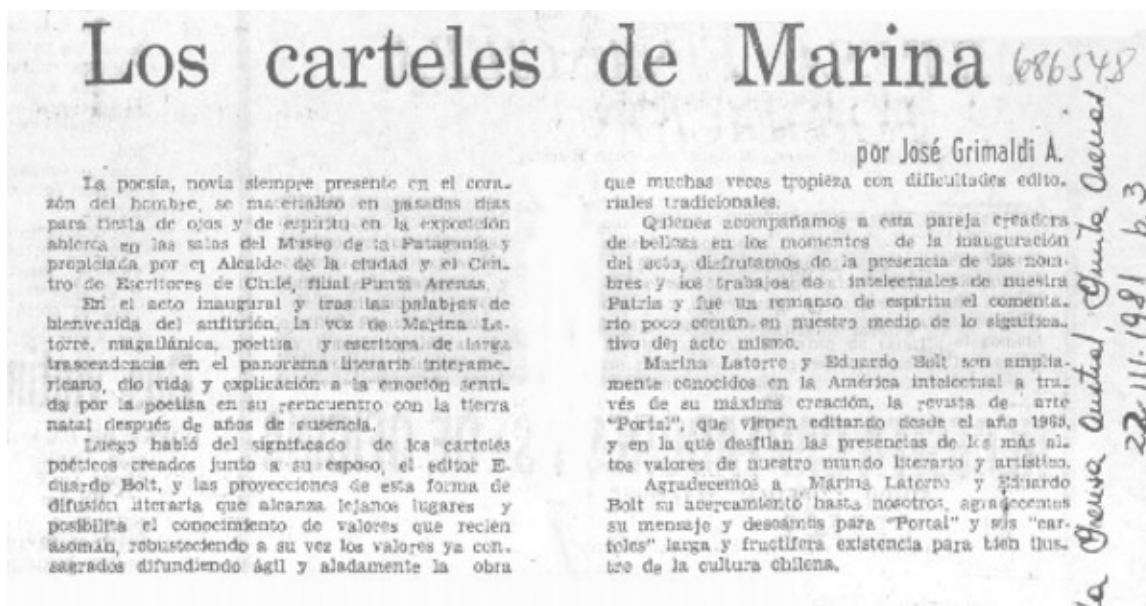 Los carteles de Marina
686548
por José Grimaldi A.
La poesía, novia siempre presente en el cora-
zón del hombre, se materializó en pasados días
para fiesta de ojos y de espíritu en la exposición
abierta en las salas del Museo de la Patagonia y
propiciada por el Alcalde de la ciudad y el Cen-
tro de Escritores de Chile, filial Punta Arenas.
En el acto inaugural y tras las palabras de
bienvenida del anfitrión, la voz de Marina La-
torre, magallánica, poetisa y escritora de larga
trascendencia en el panorama literario interame-
ricano, dio vida y explicación a la emoción senti-
da por la poetisa en su reencuentro con la tierra
natal después de años de ausencia.
Luego habló del significado de los carteles
poéticos creados junto a su esposo, el editor E-
duardo Bolt, y las proyecciones de esta forma de
difusión literaria que alcanza lejanos lugares y
posibilita el conocimiento de valores que recién
asoman, robusteciendo a su vez los valores ya con-
sagrados difundiendo ágil y aladamente la obra
que muchas veces tropieza con dificultades edito-
riales tradicionales.
Quienes acompañamos a esta pareja creadora
de belleza en los momentos de la inauguración
del acto, disfrutamos de la presencia de los nom-
bres y los trabajos de intelectuales de nuestra
Patria y fue un remanso de espíritu el comenta-
rio poco común en nuestro medio de lo significa-
tivo del acto mismo.
Marina Latorre y Eduardo Bolt son amplia-
mente conocidos en la América intelectual a tra-
vés de su máxima creación, la revista de arte
"Portal", que vienen editando desde el año 1965,
y en la que desfilan las presencias de los más al-
tos valores de nuestro mundo literario y artístico.
Agradecemos a Marina Latorre y Eduardo
Bolt su acercamiento hasta nosotros, agradecemos
su mensaje y deseamos para "Portal" y sus "car-
teles" larga y fructífera existencia para bien ilus-
tre de la cultura chilena.
La Prensa Austral Punta Arenas
22-III-1981 p. 3